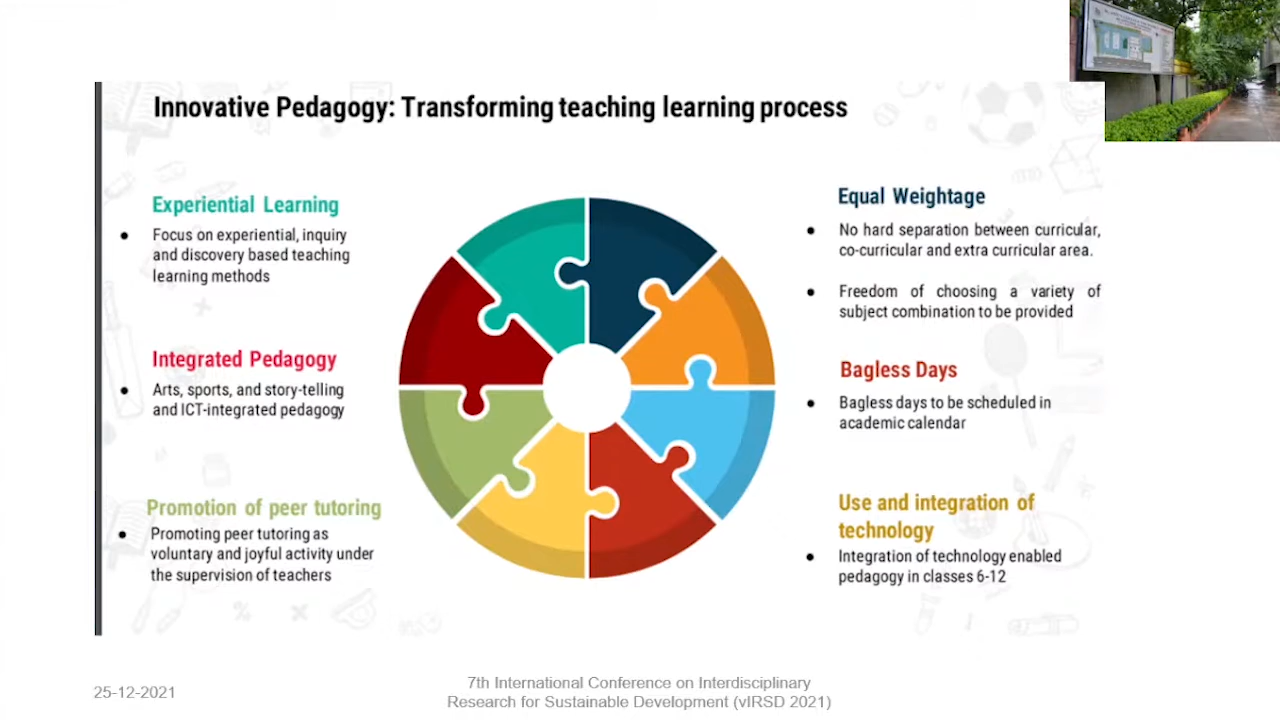 Innovative Pedagogy: Transforming teaching learning process
Experiential Learning
• Focus on experiential, inquiry
and discovery based teaching
learning methods
Integrated Pedagogy
• Arts, sports, and story-telling
and ICT-integrated pedagogy
Promotion of peer tutoring
• Promoting peer tutoring as
voluntary and joyful activity under
the supervision of teachers
Equal Weightage
• No hard separation between curricular,
co-curricular and extra curricular area.
• Freedom of choosing a variety of
subject combination to be provided
Bagless Days
• Bagless days to be scheduled in
academic calendar
Use and integration of
technology
• Integration of technology enabled
pedagogy in classes 6-12
25-12-2021
7th International Conference on Interdisciplinary
Research for Sustainable Development (vIRSD 2021)